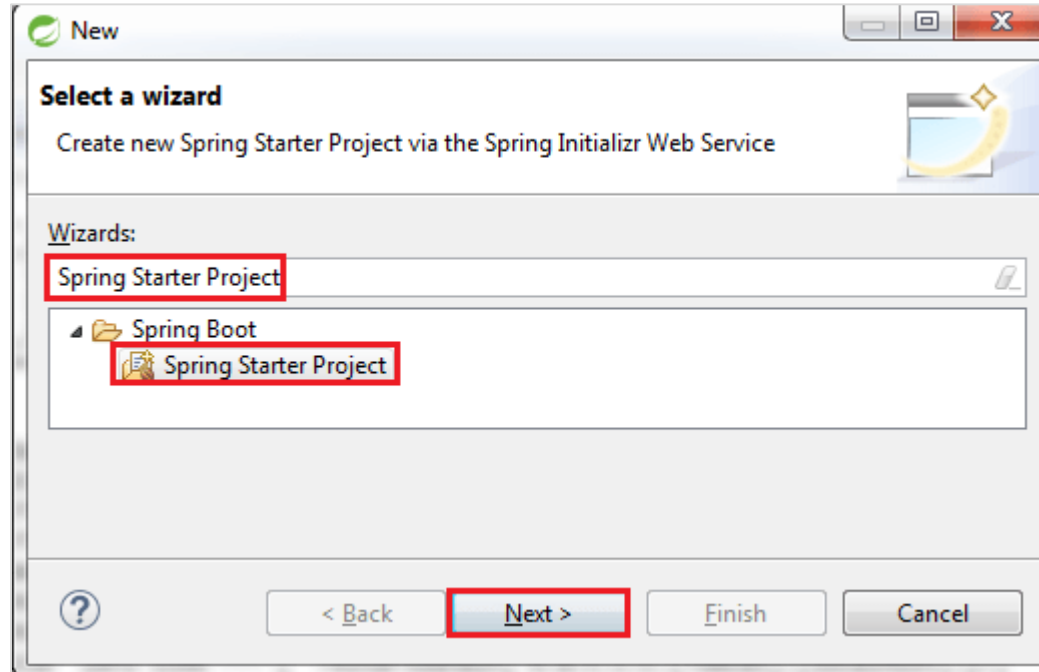 New
Select a wizard
Create new Spring Starter Project via the Spring Initializr Web Service
Wizards:
Spring Starter Project
Spring Boot
Spring Starter Project
? < Back Next > Finish Cancel